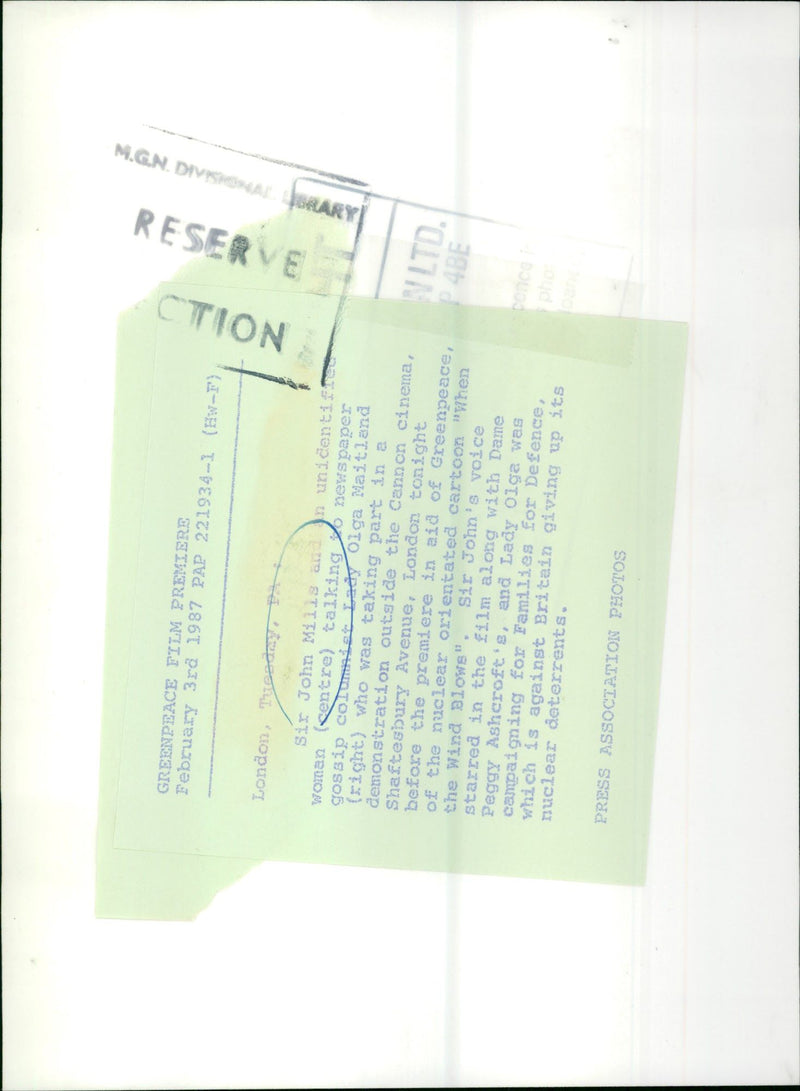 M.G.N. DIVISIONAL LIBRARY
RESERVE
CTION
N LTD.
P 4BE
GREENPEACE FILM PREMIERE
February 3rd 1987 PAP 221934-1 (HW-F)
London, Tuesday, PA
Sir John Mills and an unidentified
woman (centre) talking to newspaper
gossip columnist Lady Olga Maitland
(right) who was taking part in a
demonstration outside the Cannon cinema,
Shaftesbury Avenue, London tonight
before the premiere in aid of Greenpeace,
of the nuclear orientated cartoon "When
the Wind Blows". Sir John's voice
starred in the film along with Dame
Peggy Ashcroft's, and Lady Olga was
campaigning for Families for Defence,
which is against Britain giving up its
nuclear deterrents.
PRESS ASSOCIATION PHOTOS